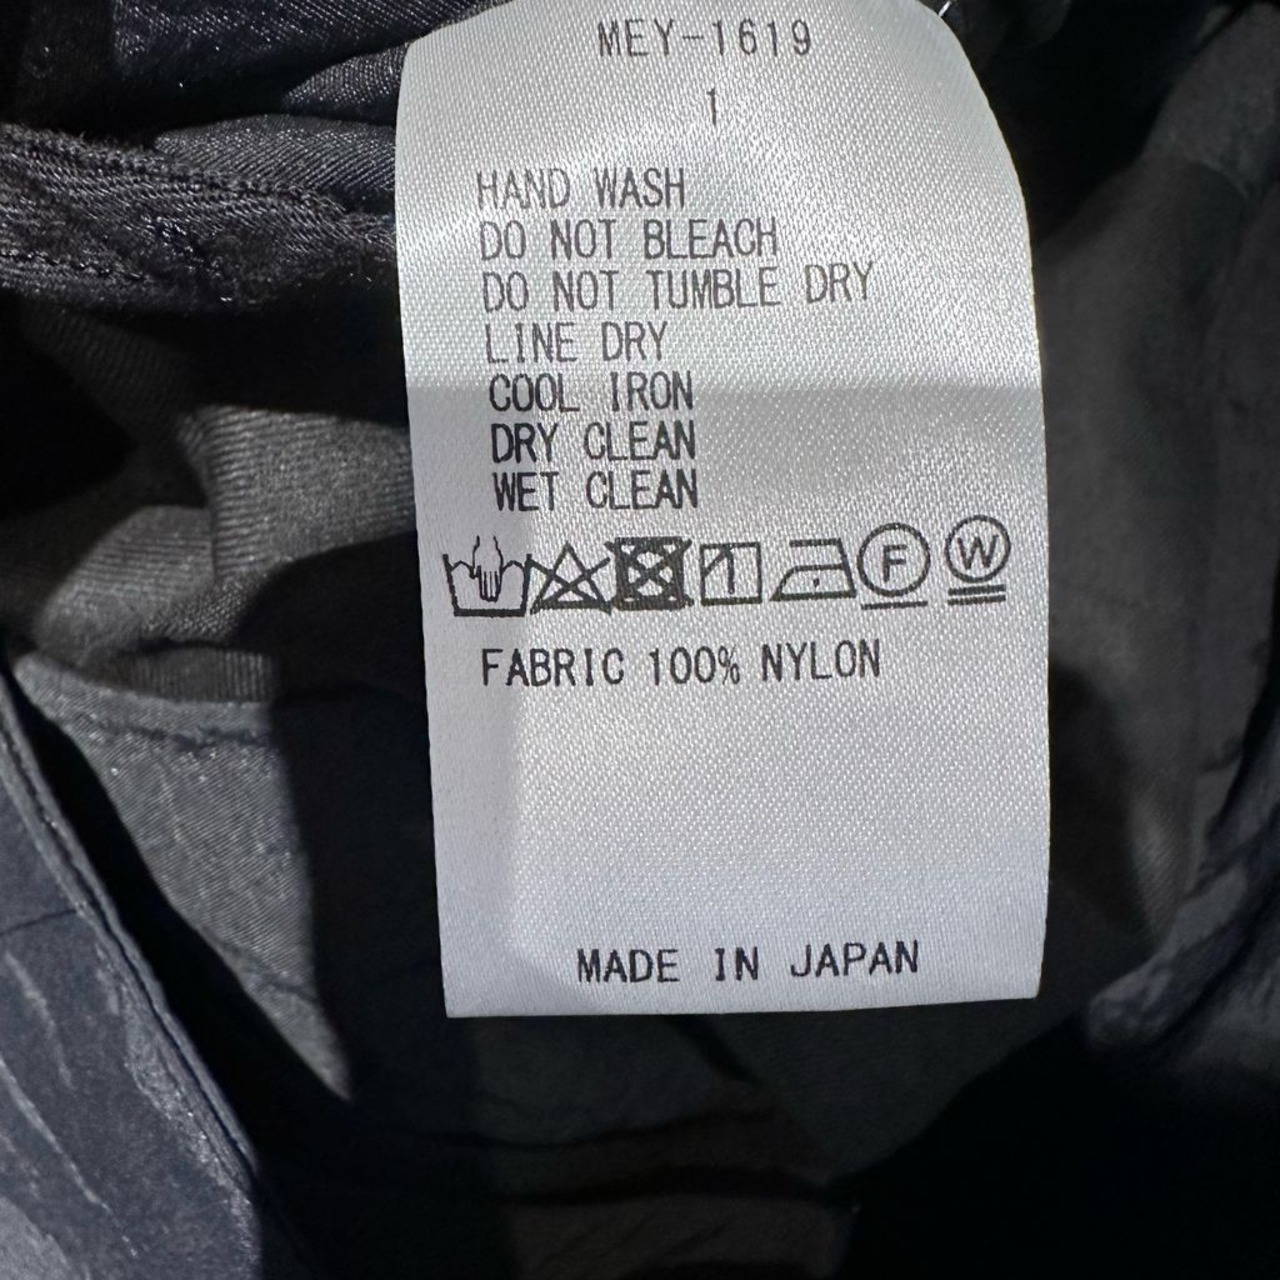 MEY-1619
1
HAND WASH
DO NOT BLEACH
DO NOT TUMBLE DRY
LINE DRY
COOL IRON
DRY CLEAN
WET CLEAN
F W
FABRIC 100% NYLON
MADE IN JAPAN